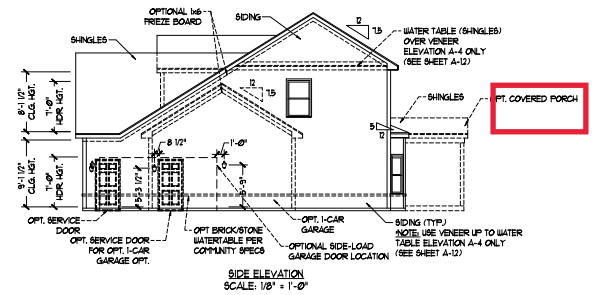 OPTIONAL 1x6
FRIEZE BOARD
SIDING
12
7.5
SHINGLES
WATER TABLE (SHINGLES)
OVER VENEER
ELEVATION A-4 ONLY
(SEE SHEET A-12)
12
7.5
SHINGLES
OPT. COVERED PORCH
8'-1 1/2"
CLG. HGT.
7'-0"
HDR. HGT.
5
12
8 1/2"
1'-0"
9'-1 1/2"
CLG. HGT.
7'-0"
HDR. HGT.
5'-3 1/2"
5'-9"
OPT. SERVICE
DOOR
OPT. SERVICE DOOR
FOR OPT. 1-CAR
GARAGE OPT.
OPT BRICK/STONE
WATERTABLE PER
COMMUNITY SPECS
OPT. 1-CAR
GARAGE
OPTIONAL SIDE-LOAD
GARAGE DOOR LOCATION
SIDING (TYP.)
NOTE: USE VENEER UP TO WATER
TABLE ELEVATION A-4 ONLY
(SEE SHEET A-12)
SIDE ELEVATION
SCALE: 1/8" = 1'-0"